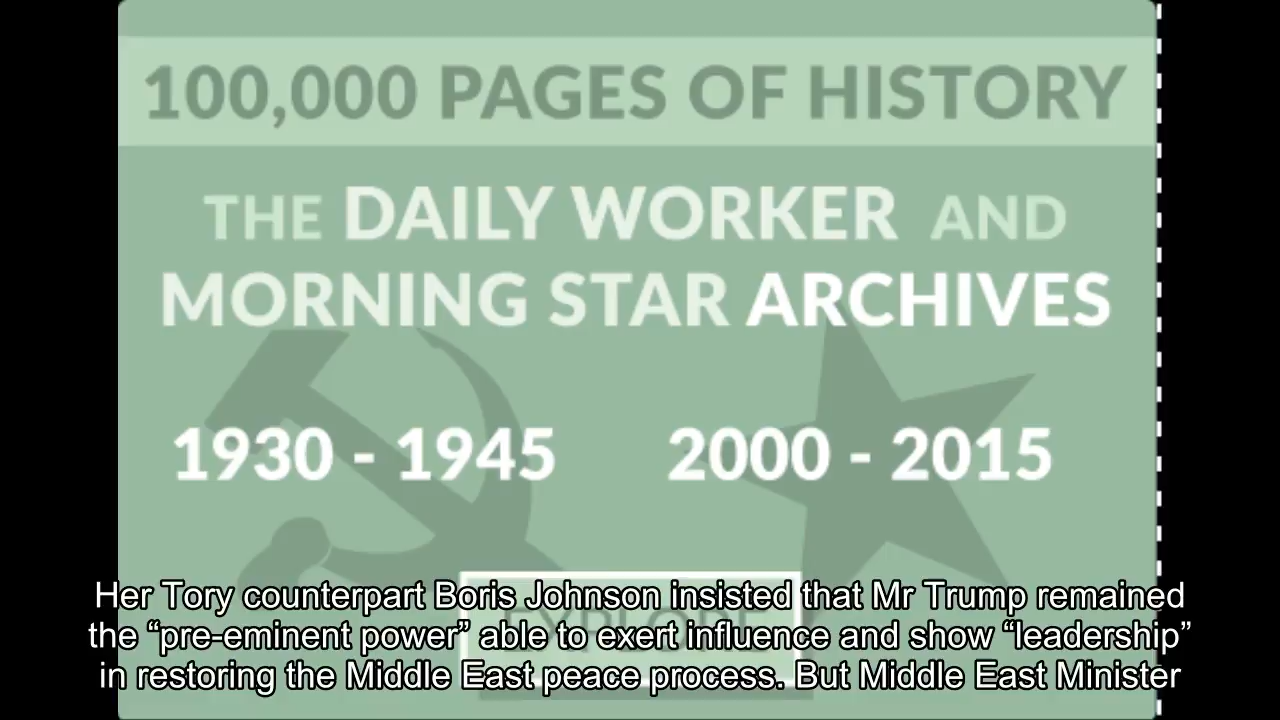 100,000 PAGES OF HISTORY
THE DAILY WORKER AND
MORNING STAR ARCHIVES
1930 - 1945 2000 - 2015
EXPLORE
Her Tory counterpart Boris Johnson insisted that Mr Trump remained
the “pre-eminent power” able to exert influence and show “leadership”
in restoring the Middle East peace process. But Middle East Minister